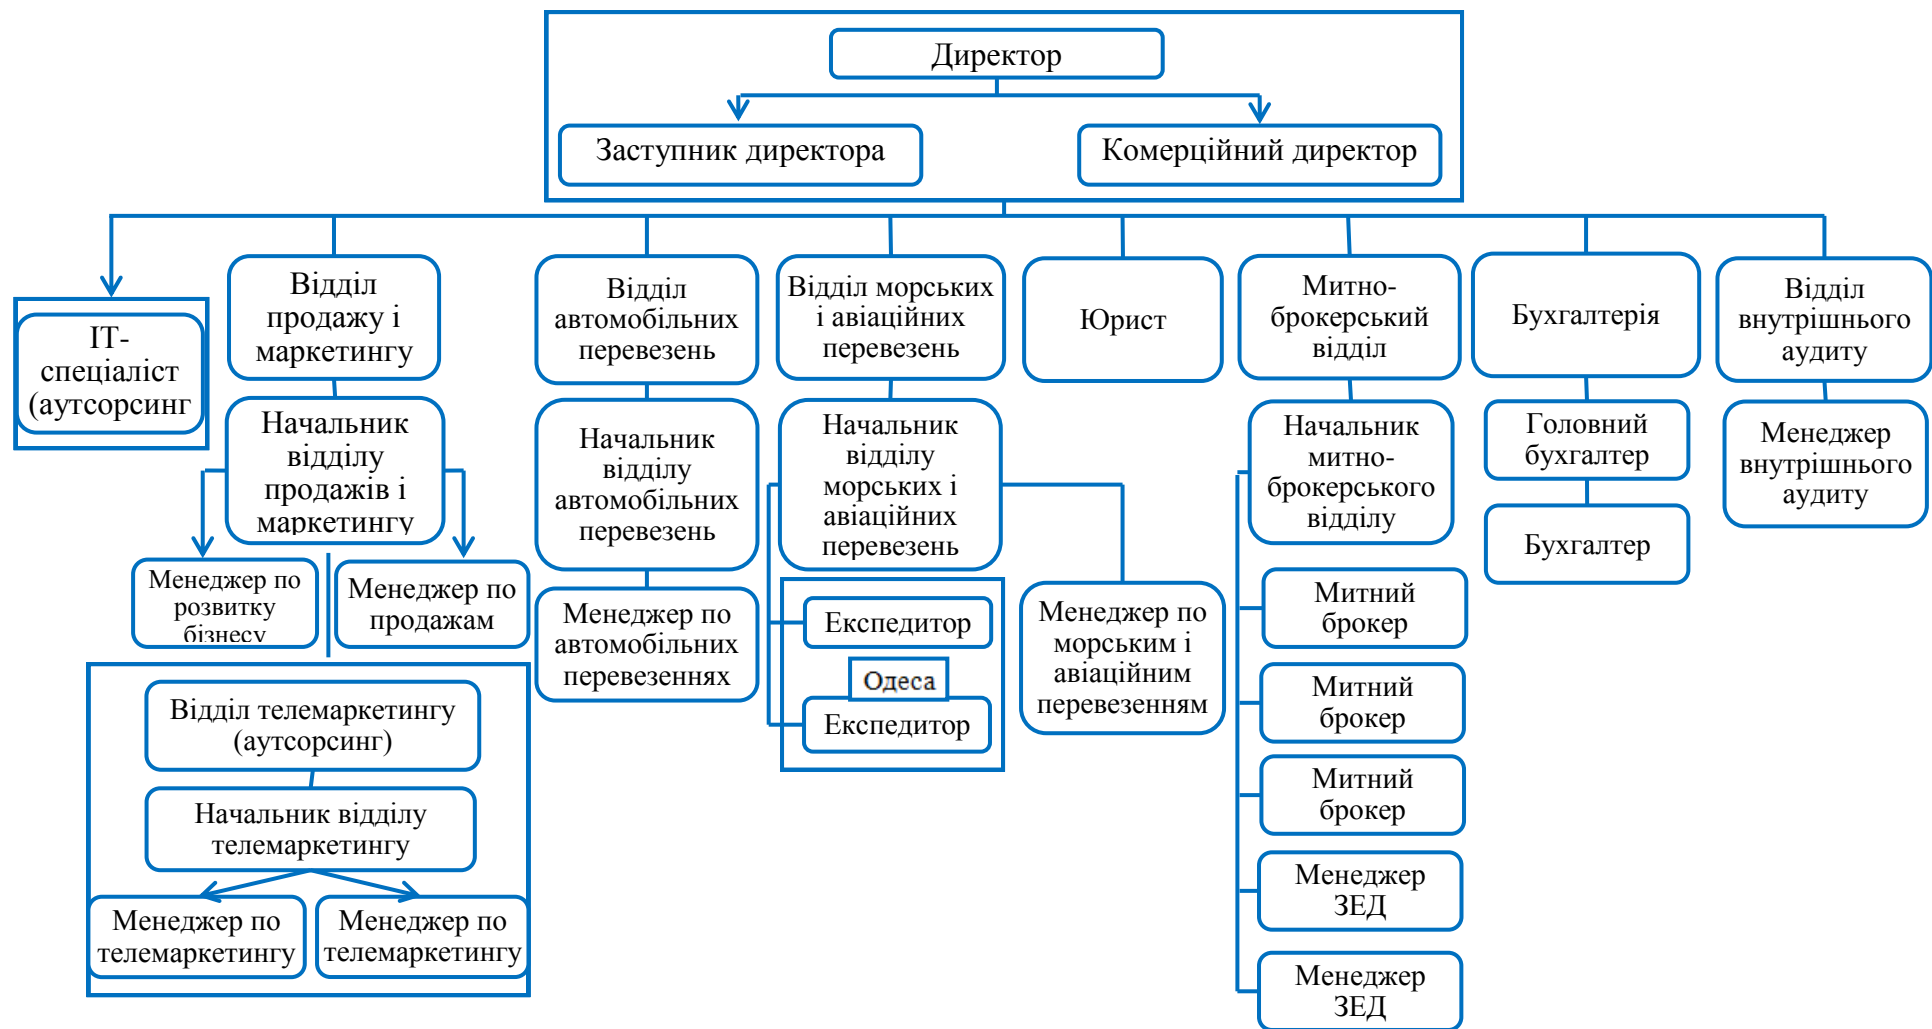 Директор
Заступник директора
Комерційний директор
ІТ-
спеціаліст
(аутсорсинг
Відділ
продажу і
маркетингу
Відділ
автомобільних
перевезень
Відділ морських
і авіаційних
перевезень
Юрист
Митно-
брокерський
відділ
Бухгалтерія
Відділ
внутрішнього
аудиту
Начальник
відділу
продажів і
маркетингу
Начальник
відділу
автомобільних
перевезень
Начальник
відділу
морських і
авіаційних
перевезень
Начальник
митно-
брокерського
відділу
Головний
бухгалтер
Менеджер
внутрішнього
аудиту
Бухгалтер
Менеджер по
розвитку
бізнесу
Менеджер по
продажам
Менеджер по
автомобільних
перевезеннях
Експедитор
Одеса
Експедитор
Менеджер по
морським і
авіаційним
перевезенням
Митний
брокер
Митний
брокер
Митний
брокер
Менеджер
ЗЕД
Менеджер
ЗЕД
Відділ телемаркетингу
(аутсорсинг)
Начальник відділу
телемаркетингу
Менеджер по
телемаркетингу
Менеджер по
телемаркетингу